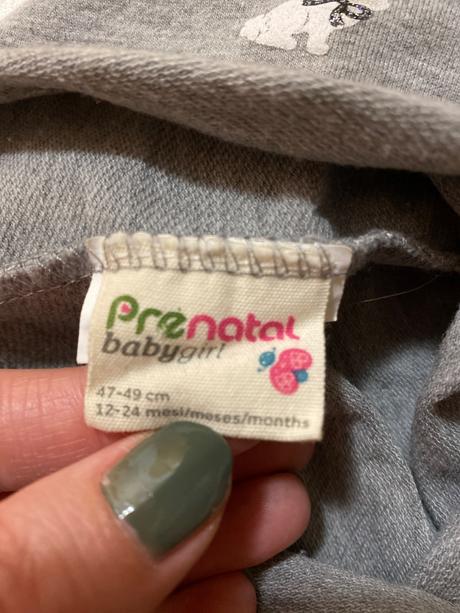 Prenatal
babygirl
47-49 cm
12-24 mesi/meses/months